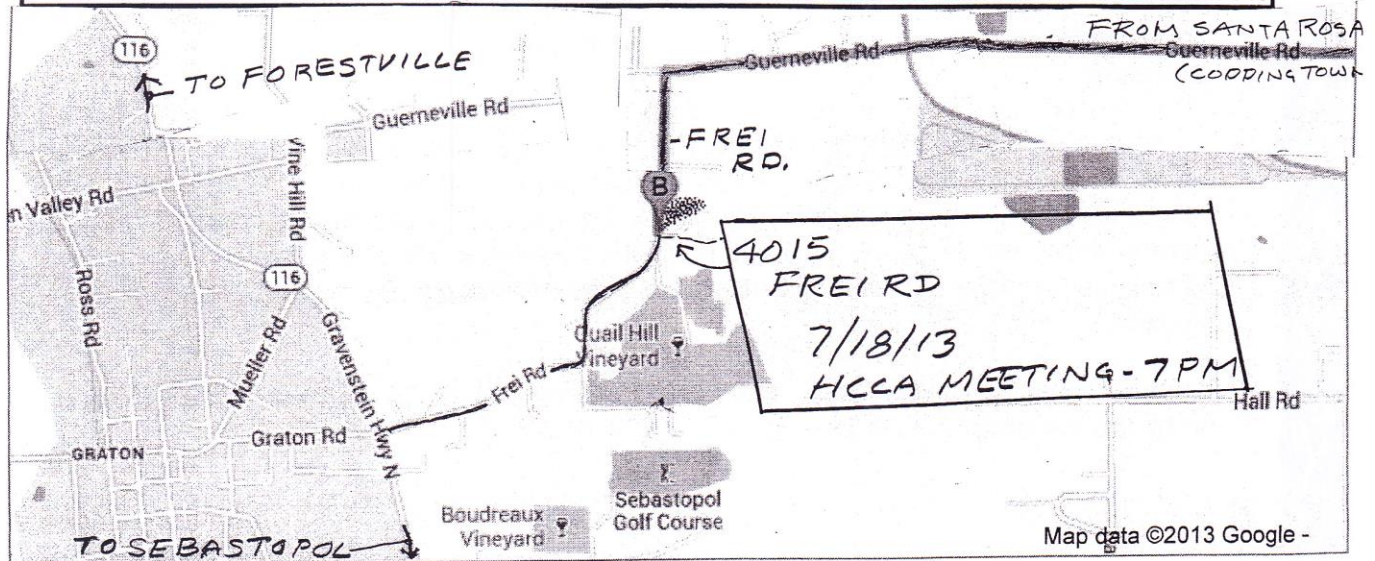 FROM SANTA ROSA
116
Guerneville Rd
Guerneville Rd
(CODDINGTOWN
TO FORESTVILLE
Guerneville Rd
-FREI
RD.
Vine Hill Rd
B
n Valley Rd
4015
FREI RD
7/18/13
HCCA MEETING - 7 PM
116
Ross Rd
Mueller Rd
Gravenstein Hwy N
Quail Hill
Vineyard
Frei Rd
Hall Rd
Graton Rd
GRATON
Sebastopol
Golf Course
Boudreaux
Vineyard
TO SEBASTOPOL
Map data ©2013 Google -